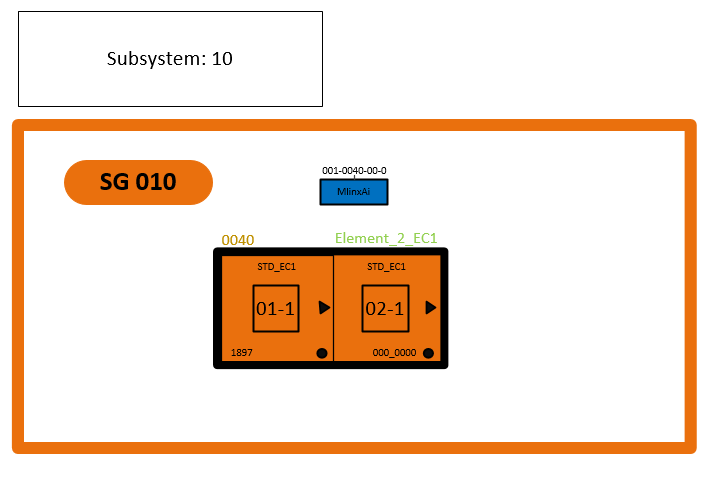 Subsystem: 10
SG 010
001-0040-00-0
MlinxAi
0040
Element_2_EC1
STD_EC1
STD_EC1
01-1
02-1
1897
000_0000